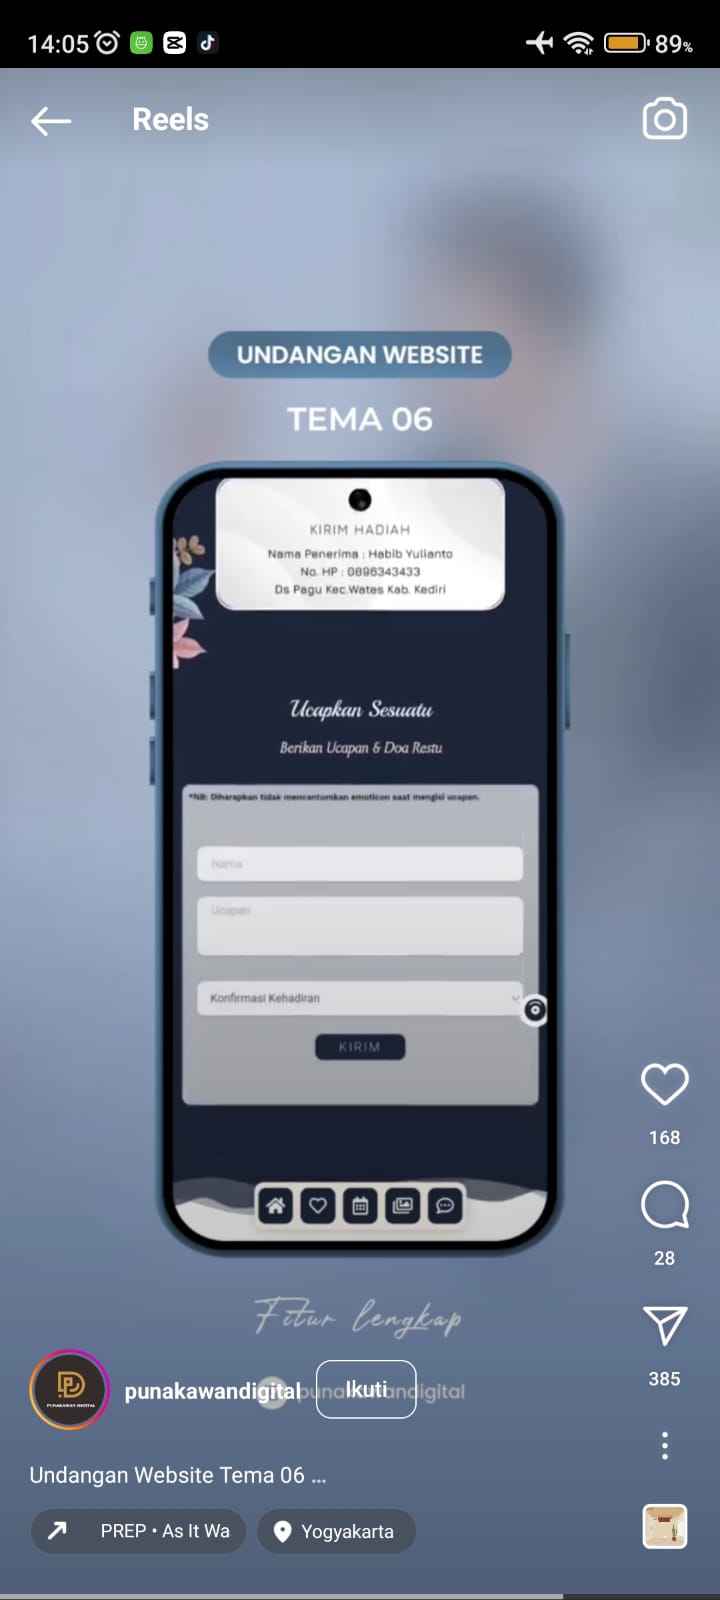 14:05
89%
Reels
UNDANGAN WEBSITE
TEMA 06
KIRIM HADIAH
Nama Penerima : Habib Yulianto
No. HP : 0896343433
Ds Pagu Kec.Wates Kab. Kediri
Ucapkan Sesuatu
Berikan Ucapan & Doa Restu
*NB: Diharapkan tidak mencantumkan emoticon saat mengisi ucapan.
Nama
Ucapan
Konfirmasi Kehadiran
KIRIM
168
28
Fitur lengkap
385
punakawandigital
Ikuti
PUNAKAWAN DIGITAL
Undangan Website Tema 06 ...
PREP • As It Wa
Yogyakarta